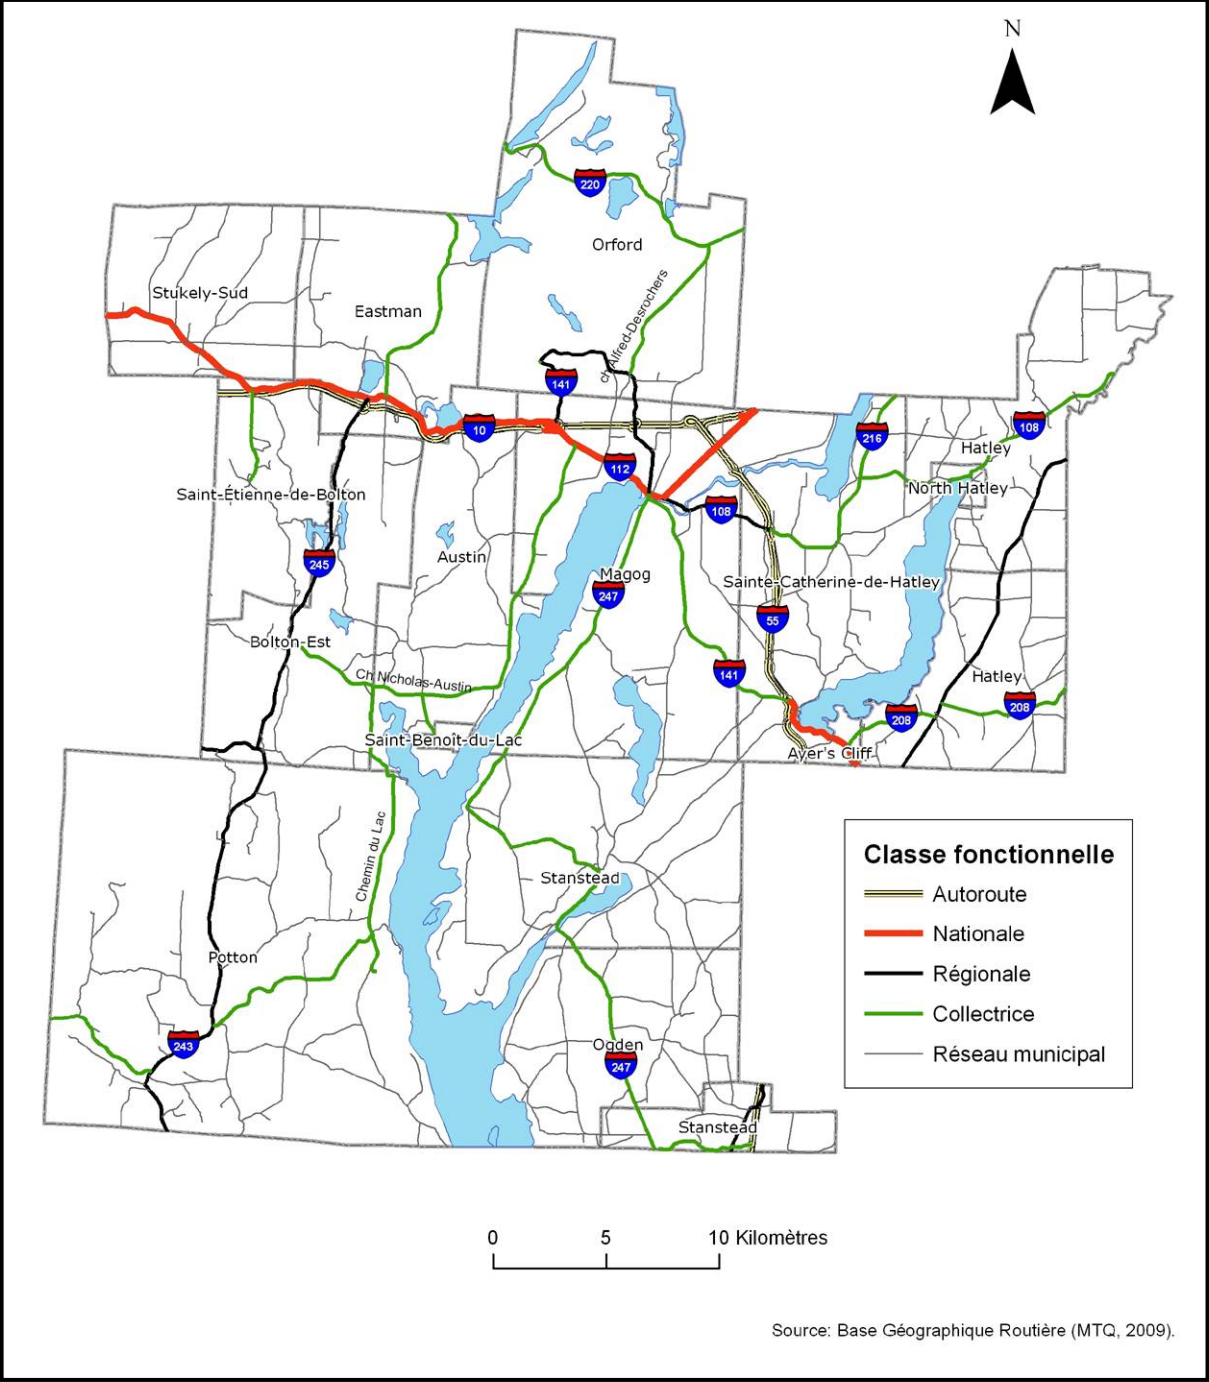 N
220
Orford
Stukely-Sud
Eastman
ch Alfred-Desrochers
141
10
216
108
Hatley
112
North Hatley
Saint-Étienne-de-Bolton
108
Austin
245
Magog
Sainte-Catherine-de-Hatley
247
55
Bolton-Est
Ch Nicholas-Austin
141
Hatley
208
208
Saint-Benoît-du-Lac
Ayer's Cliff
Chemin du Lac
Stanstead
Potton
243
Ogden
247
Stanstead
Classe fonctionnelle
Autoroute
Nationale
Régionale
Collectrice
Réseau municipal
0 5 10 Kilomètres
Source: Base Géographique Routière (MTQ, 2009).